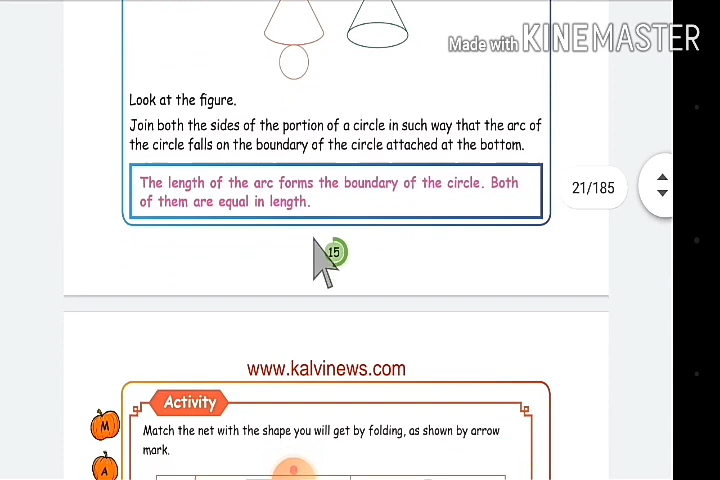 Made with KINEMASTER
Look at the figure.
Join both the sides of the portion of a circle in such way that the arc of
the circle falls on the boundary of the circle attached at the bottom.
The length of the arc forms the boundary of the circle. Both
of them are equal in length.
21/185
15
www.kalvinews.com
Activity
Match the net with the shape you will get by folding, as shown by arrow
mark.
M
A